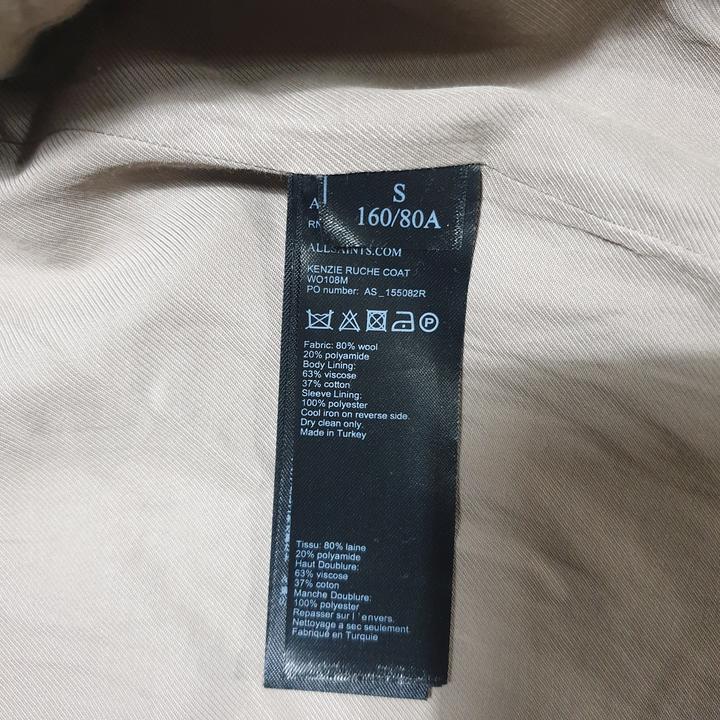 S
160/80A
A
RN
ALLSAINTS.COM
KENZIE RUCHE COAT
WO108M
PO number: AS_155082R
P
Fabric: 80% wool
20% polyamide
Body Lining:
63% viscose
37% cotton
Sleeve Lining:
100% polyester
Cool iron on reverse side.
Dry clean only.
Made in Turkey
Tissu: 80% laine
20% polyamide
Haut Doublure:
63% viscose
37% coton
Manche Doublure:
100% polyester
Repasser sur l'envers.
Nettoyage a sec seulement.
Fabriqué en Turquie